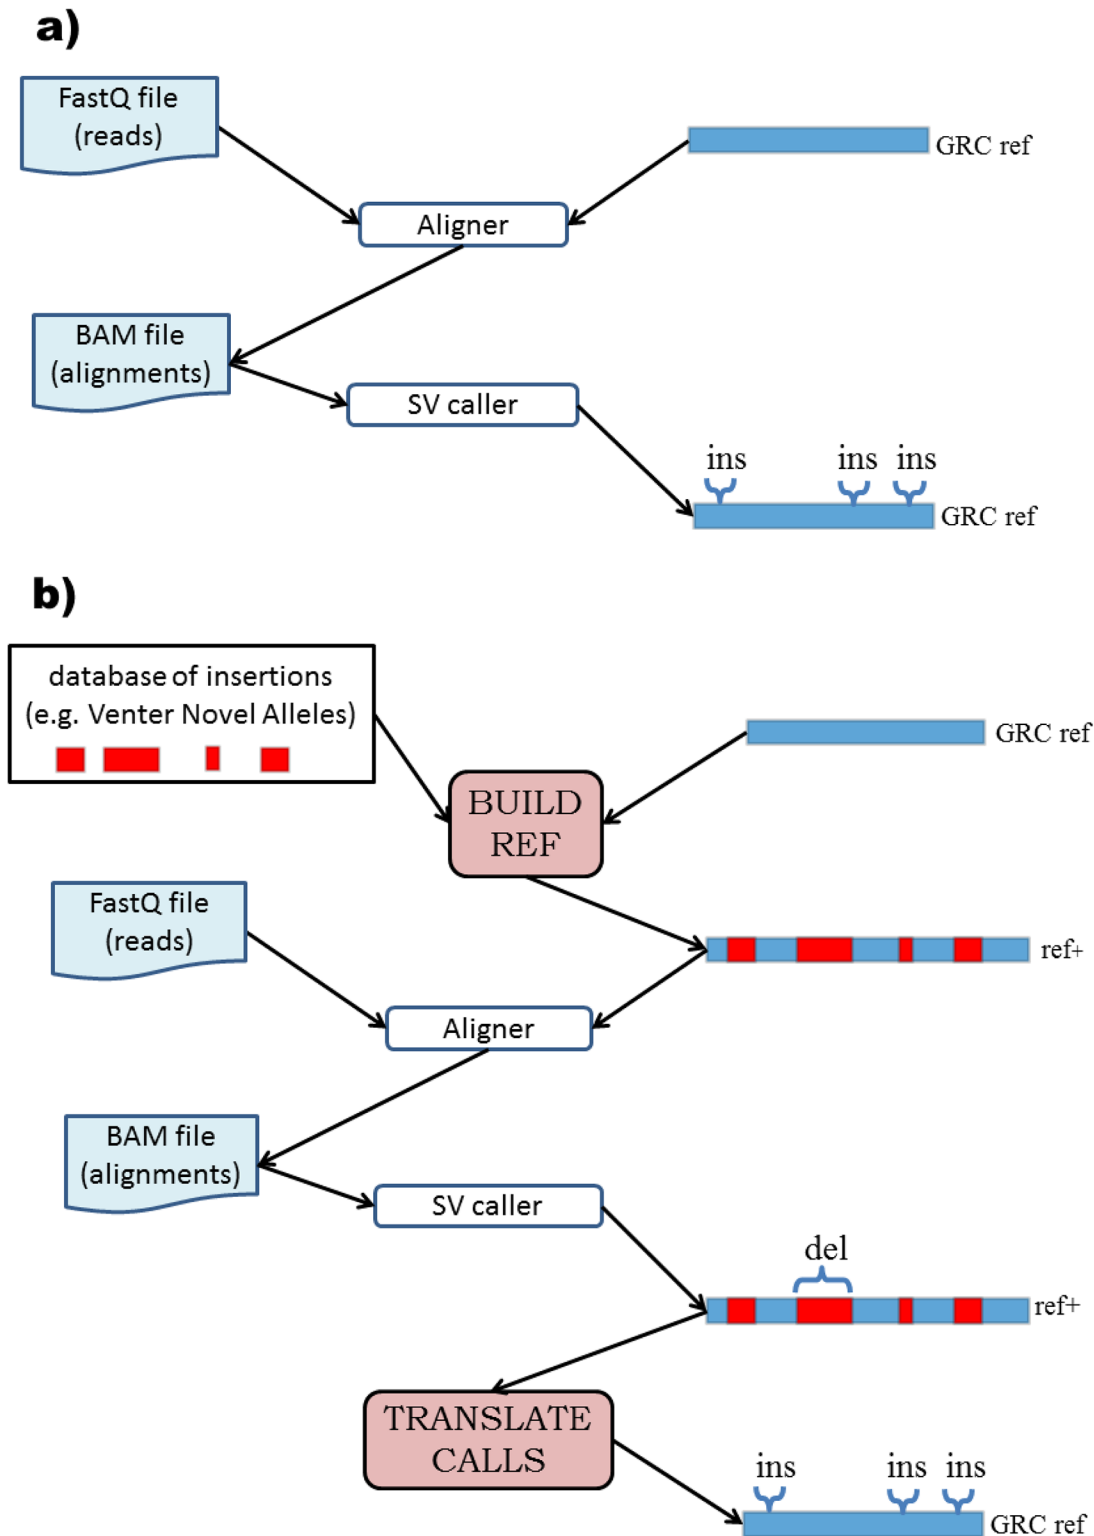 a)
FastQ file
(reads)
GRC ref
Aligner
BAM file
(alignments)
SV caller
ins ins ins
GRC ref
b)
database of insertions
(e.g. Venter Novel Alleles)
GRC ref
BUILD
REF
FastQ file
(reads)
ref+
Aligner
BAM file
(alignments)
SV caller
del
ref+
TRANSLATE
CALLS
ins ins ins
GRC ref